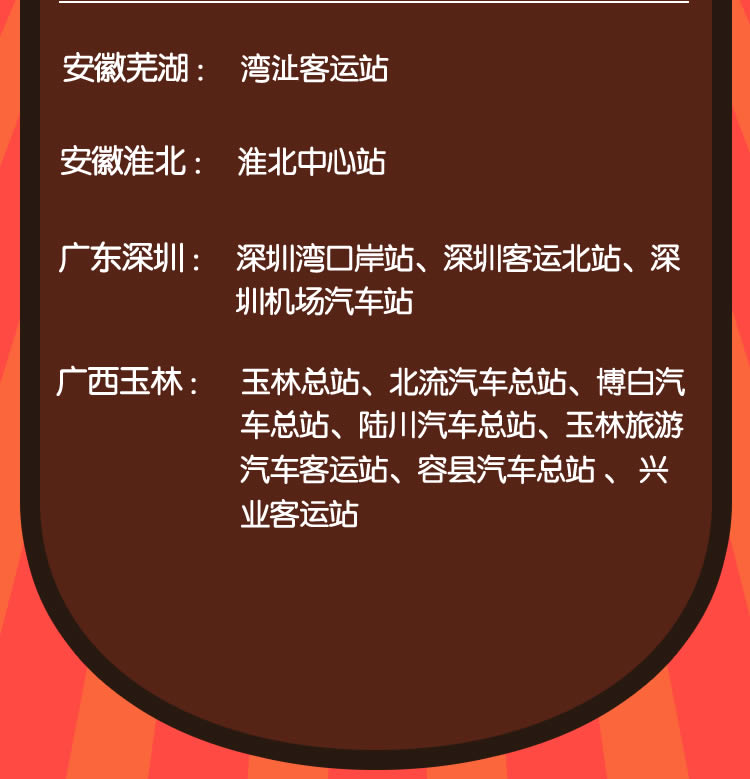 安徽芜湖: 湾沚客运站
安徽淮北: 淮北中心站
广东深圳: 深圳湾口岸站、深圳客运北站、深
圳机场汽车站
广西玉林: 玉林总站、北流汽车总站、博白汽
车总站、陆川汽车总站、玉林旅游
汽车客运站、容县汽车总站 、 兴
业客运站